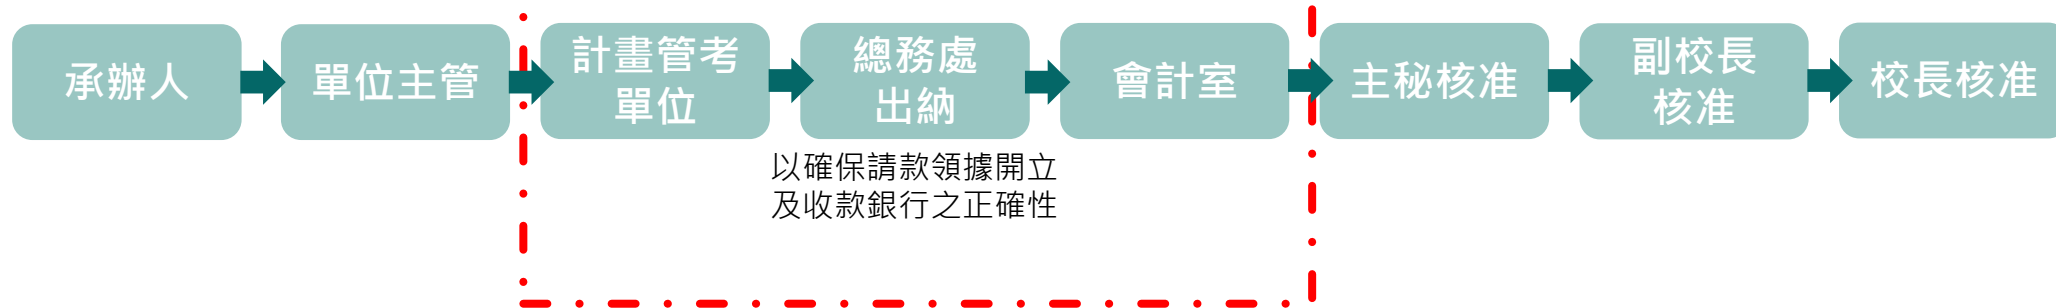 承辦人
單位主管
計畫管考
單位
總務處
出納
會計室
主秘核准
副校長
核准
校長核准
以確保請款領據開立
及收款銀行之正確性